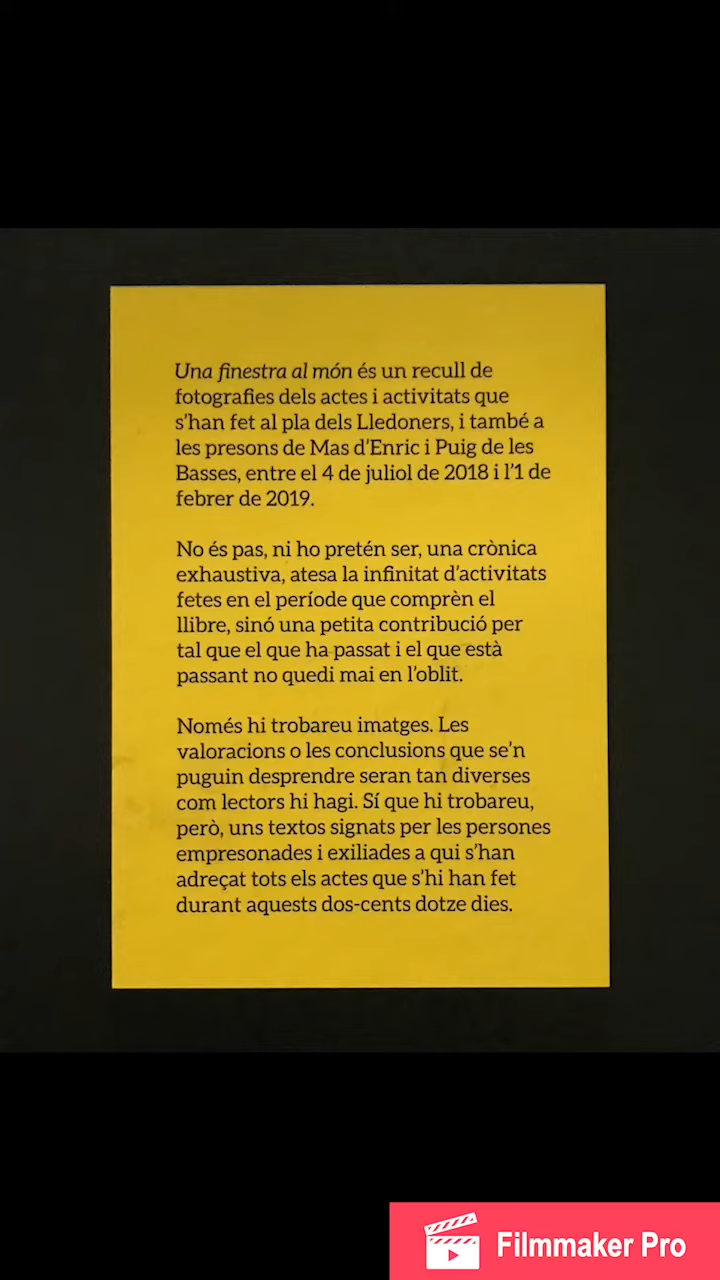 Una finestra al món és un recull de
fotografies dels actes i activitats que
s'han fet al pla dels Lledoners, i també a
les presons de Mas d'Enric i Puig de les
Basses, entre el 4 de juliol de 2018 i l'1 de
febrer de 2019.
No és pas, ni ho pretén ser, una crònica
exhaustiva, atesa la infinitat d'activitats
fetes en el període que comprèn el
llibre, sinó una petita contribució per
tal que el que ha passat i el que està
passant no quedi mai en l'oblit.
Només hi trobareu imatges. Les
valoracions o les conclusions que se'n
puguin desprendre seran tan diverses
com lectors hi hagi. Sí que hi trobareu,
però, uns textos signats per les persones
empresonades i exiliades a qui s'han
adreçat tots els actes que s'hi han fet
durant aquests dos-cents dotze dies.
Filmmaker Pro